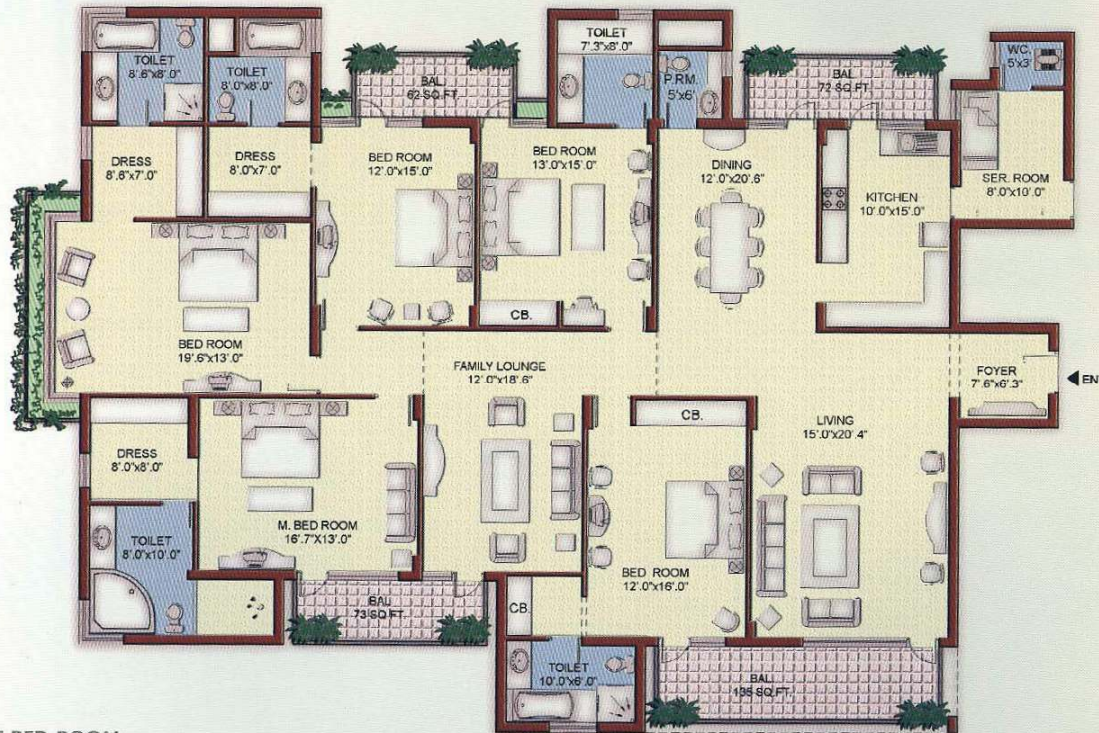 TOILET
8'.6"x8'.0"
TOILET
8'.0"x8'.0"
BAL
62 SQ.FT.
TOILET
7'.3"x8'.0"
P.RM.
5'x6'
BAL
72 SQ.FT.
WC.
5'x3'
DRESS
8'.6"x7'.0"
DRESS
8'.0"x7'.0"
BED ROOM
12'.0"x15'.0"
BED ROOM
13'.0"x15'.0"
DINING
12'.0"x20'.6"
KITCHEN
10'.0"x15'.0"
SER. ROOM
8'.0"x10'.0"
CB.
BED ROOM
19'.6"x13'.0"
FAMILY LOUNGE
12'.0"x18'.6"
FOYER
7'.6"x6'.3"
EN
CB.
LIVING
15'.0"x20'.4"
DRESS
8'.0"x8'.0"
M. BED ROOM
16'.7"X13'.0"
TOILET
8'.0"x10'.0"
BED ROOM
12'.0"x16'.0"
BAL
73 SQ.FT.
CB.
TOILET
10'.0"x6'.0"
BAL
135 SQ.FT.
BED ROOM